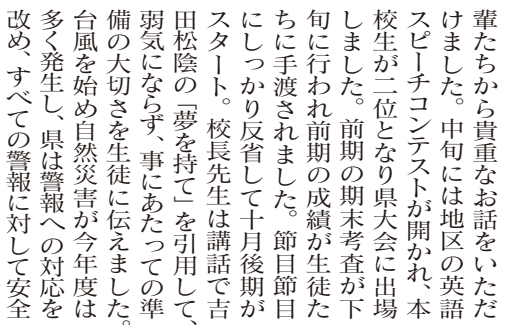 輩たちから貴重なお話をいただ
けました。中旬には地区の英語
スピーチコンテストが開かれ、本
校生が二位となり県大会に出場
しました。前期の期末考査が下
旬に行われ前期の成績が生徒た
ちに手渡されました。節目節目
にしっかり反省して十月後期が
スタート。校長先生は講話で吉
田松陰の「夢を持て」を引用して、
弱気にならず、事にあたっての準
備の大切さを生徒に伝えました。
台風を始め自然災害が今年度は
多く発生し、県は警報への対応を
改め、すべての警報に対して安全